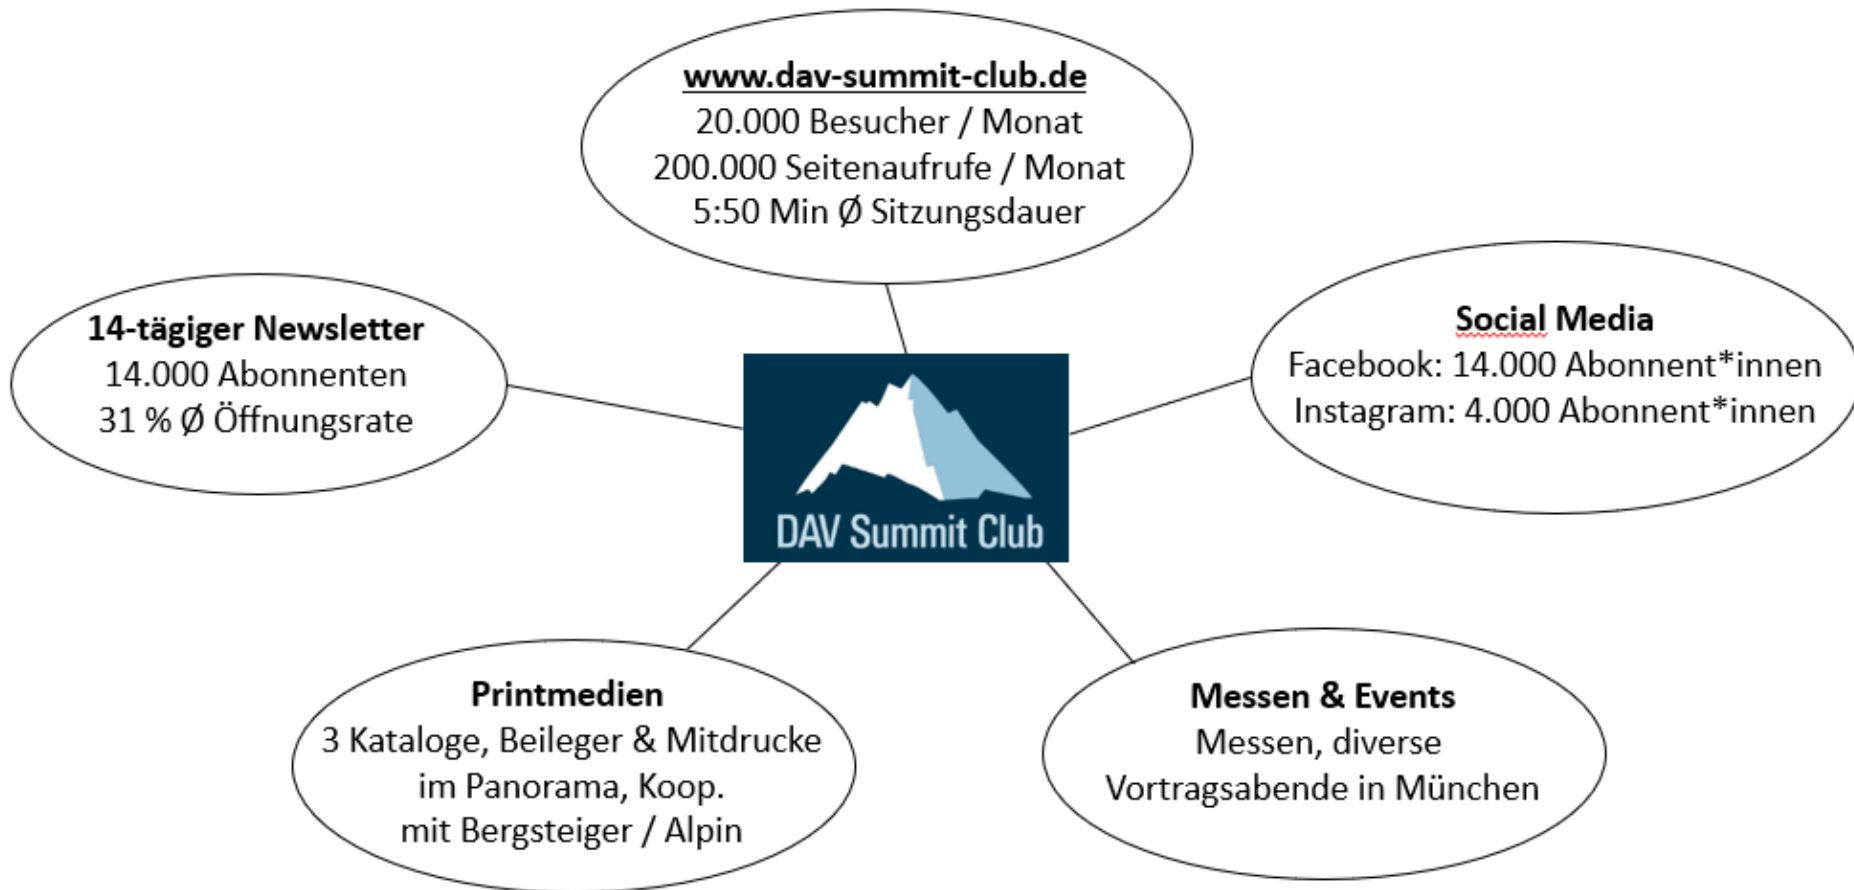 www.dav-summit-club.de
20.000 Besucher / Monat
200.000 Seitenaufrufe / Monat
5:50 Min Ø Sitzungsdauer
14-tägiger Newsletter
14.000 Abonnenten
31 % Ø Öffnungsrate
Social Media
Facebook: 14.000 Abonnent*innen
Instagram: 4.000 Abonnent*innen
DAV Summit Club
Printmedien
3 Kataloge, Beileger & Mitdrucke
im Panorama, Koop.
mit Bergsteiger / Alpin
Messen & Events
Messen, diverse
Vortragsabende in München